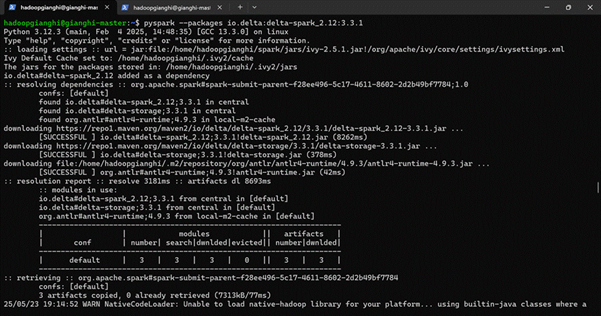 hadoopgianghi@gianghi-master: ~
hadoopgianghi@gianghi-master: ~
hadoopgianghi@gianghi-master:~$ pyspark --packages io.delta:delta-spark_2.12:3.3.1
Python 3.12.3 (main, Feb  4 2025, 14:48:35) [GCC 13.3.0] on linux
Type "help", "copyright", "credits" or "license" for more information.
:: loading settings :: url = jar:file:/home/hadoopgianghi/spark/jars/ivy-2.5.1.jar!/org/apache/ivy/core/settings/ivysettings.xml
Ivy Default Cache set to: /home/hadoopgianghi/.ivy2/cache
The jars for the packages stored in: /home/hadoopgianghi/.ivy2/jars
io.delta#delta-spark_2.12 added as a dependency
:: resolving dependencies :: org.apache.spark#spark-submit-parent-f28ee496-5c17-4611-8602-2d2b49bf7784;1.0
confs: [default]
found io.delta#delta-spark_2.12;3.3.1 in central
found io.delta#delta-storage;3.3.1 in central
found org.antlr#antlr4-runtime;4.9.3 in local-m2-cache
downloading https://repo1.maven.org/maven2/io/delta/delta-spark_2.12/3.3.1/delta-spark_2.12-3.3.1.jar ...
[SUCCESSFUL ] io.delta#delta-spark_2.12;3.3.1!delta-spark_2.12.jar (8262ms)
downloading https://repo1.maven.org/maven2/io/delta/delta-storage/3.3.1/delta-storage-3.3.1.jar ...
[SUCCESSFUL ] io.delta#delta-storage;3.3.1!delta-storage.jar (378ms)
downloading file:/home/hadoopgianghi/.m2/repository/org/antlr/antlr4-runtime/4.9.3/antlr4-runtime-4.9.3.jar ...
[SUCCESSFUL ] org.antlr#antlr4-runtime;4.9.3!antlr4-runtime.jar (42ms)
:: resolution report :: resolve 3181ms :: artifacts dl 8693ms
:: modules in use:
io.delta#delta-spark_2.12;3.3.1 from central in [default]
io.delta#delta-storage;3.3.1 from central in [default]
org.antlr#antlr4-runtime;4.9.3 from local-m2-cache in [default]
---------------------------------------------------------------------
|                  |            modules            ||   artifacts   |
|       conf       | number| search|dwnlded|evicted|| number|dwnlded|
---------------------------------------------------------------------
|      default     |   3   |   3   |   3   |   0   ||   3   |   3   |
---------------------------------------------------------------------
:: retrieving :: org.apache.spark#spark-submit-parent-f28ee496-5c17-4611-8602-2d2b49bf7784
confs: [default]
3 artifacts copied, 0 already retrieved (7313kB/77ms)
25/05/23 19:14:52 WARN NativeCodeLoader: Unable to load native-hadoop library for your platform... using builtin-java classes where a